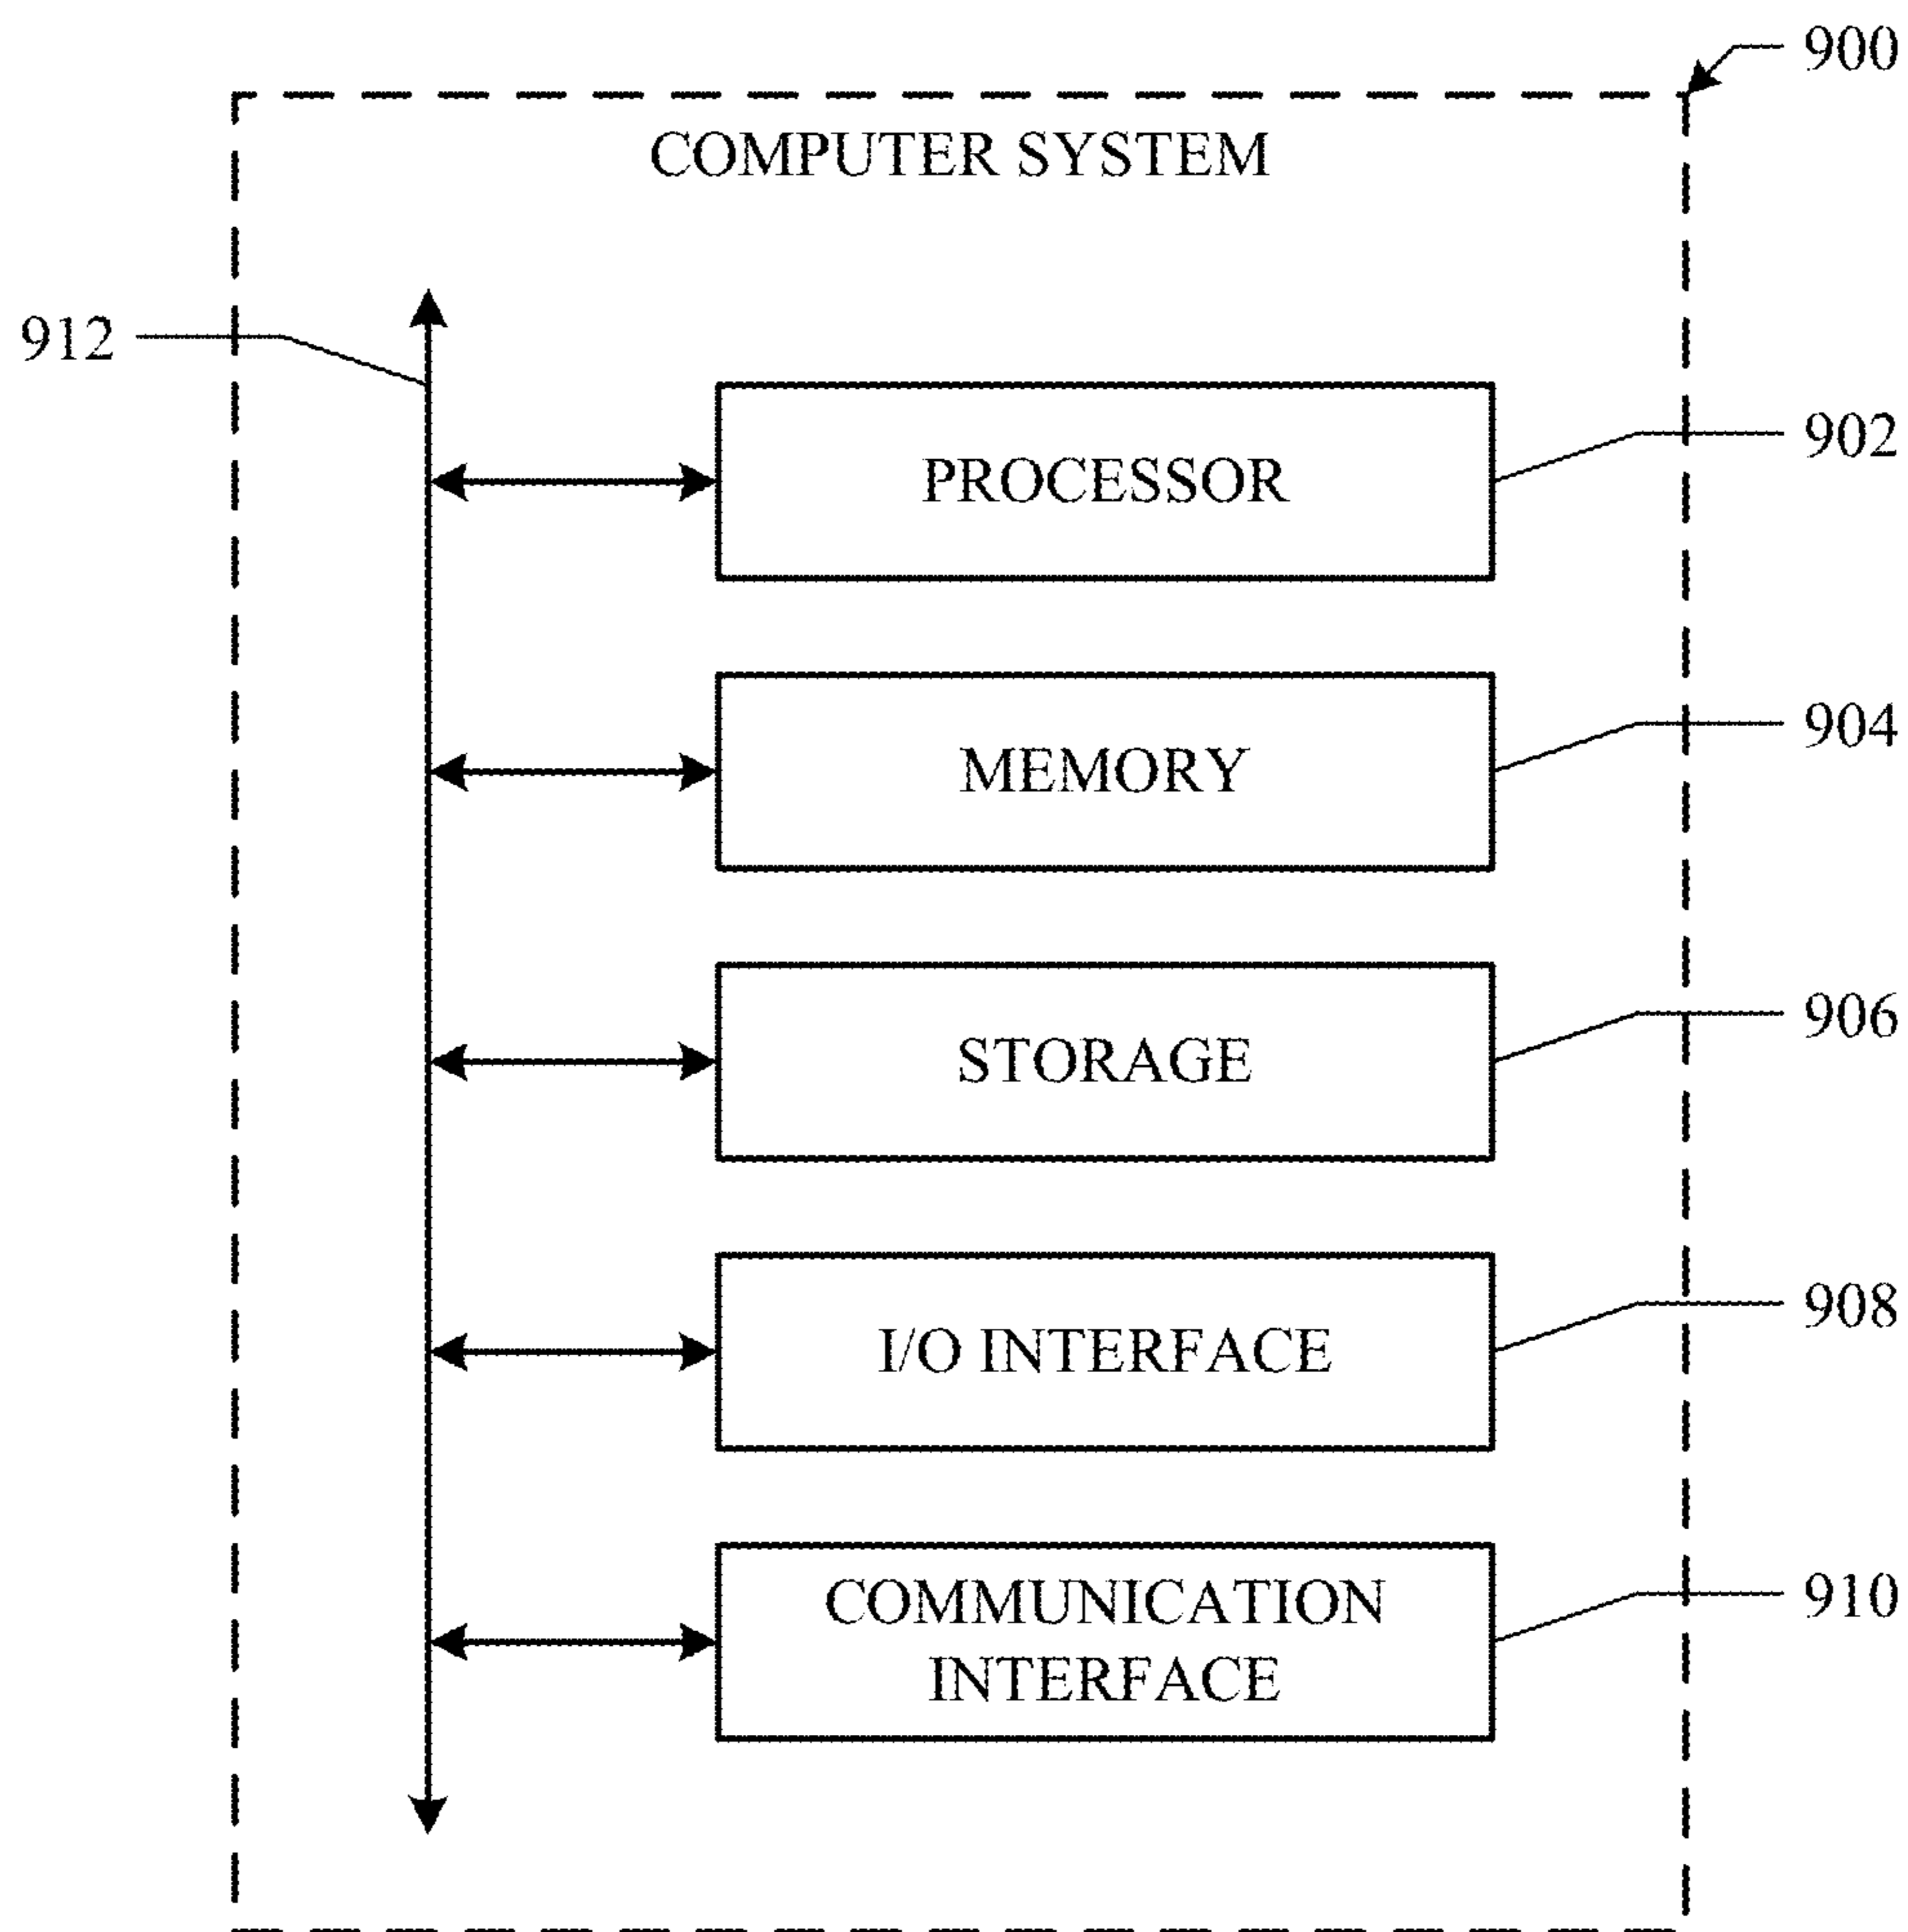 900
COMPUTER SYSTEM
912
PROCESSOR
902
MEMORY
904
STORAGE
906
I/O INTERFACE
908
COMMUNICATION
INTERFACE
910